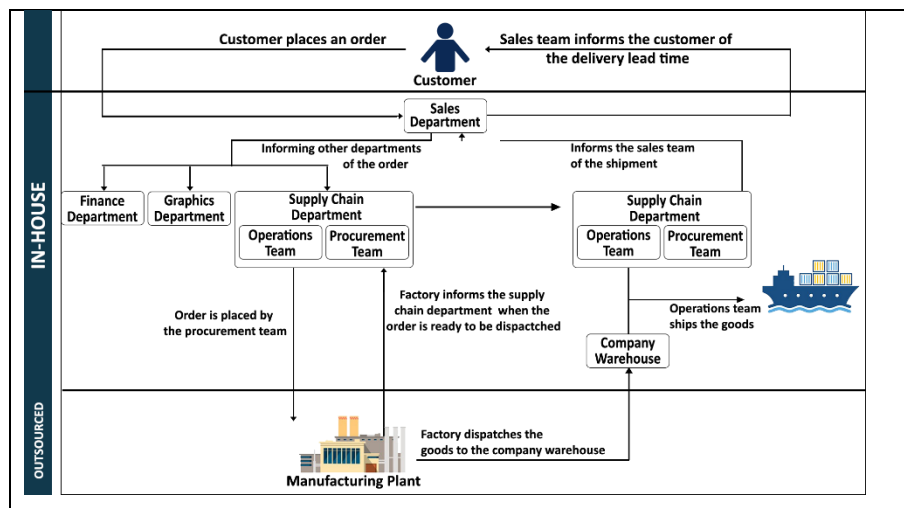 Customer places an order
Sales team informs the customer of
the delivery lead time
Customer
IN-HOUSE
Sales
Department
Informing other departments
of the order
Informs the sales team
of the shipment
Finance
Department
Graphics
Department
Supply Chain
Department
Operations
Team
Procurement
Team
Supply Chain
Department
Operations
Team
Procurement
Team
Order is placed by
the procurement team
Factory informs the supply
chain department when the
order is ready to be dispactched
Operations team
ships the goods
Company
Warehouse
OUTSOURCED
Factory dispatches the
goods to the company warehouse
Manufacturing Plant